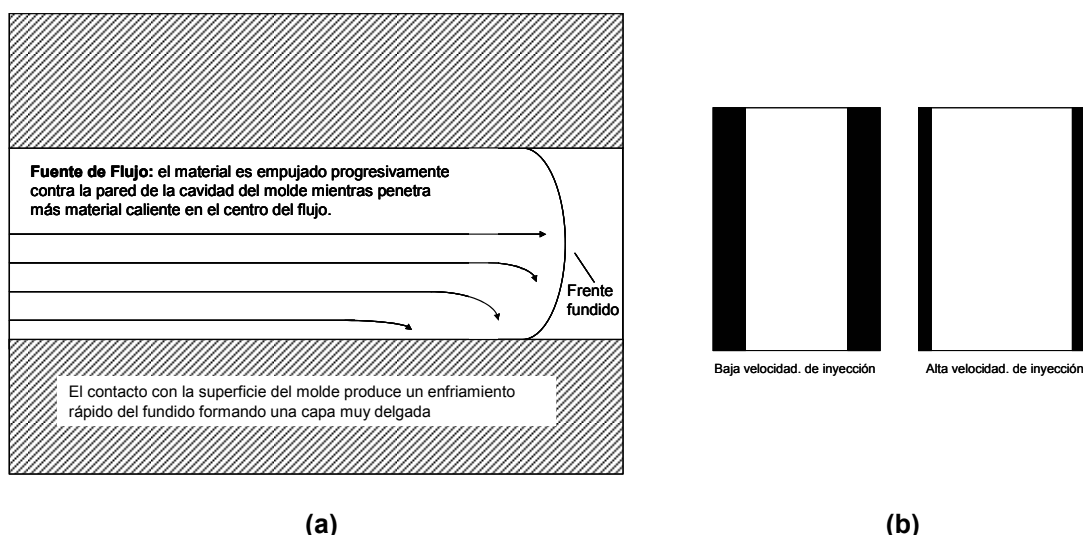 Fuente de Flujo: el material es empujado progresivamente
contra la pared de la cavidad del molde mientras penetra
más material caliente en el centro del flujo.
Frente
fundido
El contacto con la superficie del molde produce un enfriamiento
rápido del fundido formando una capa muy delgada
Baja velocidad. de inyección
Alta velocidad. de inyección
(a)
(b)